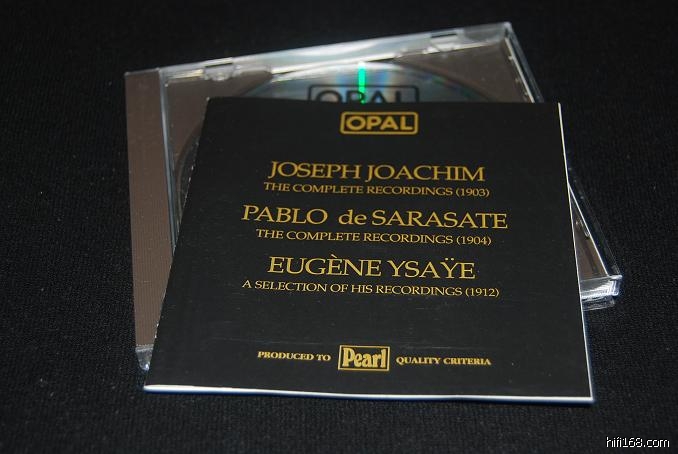 OPAL
OPAL
JOSEPH JOACHIM
THE COMPLETE RECORDINGS (1903)
PABLO de SARASATE
THE COMPLETE RECORDINGS (1904)
EUGÈNE YSAŸE
A SELECTION OF HIS RECORDINGS (1912)
PRODUCED TO Pearl QUALITY CRITERIA
hifi168.com